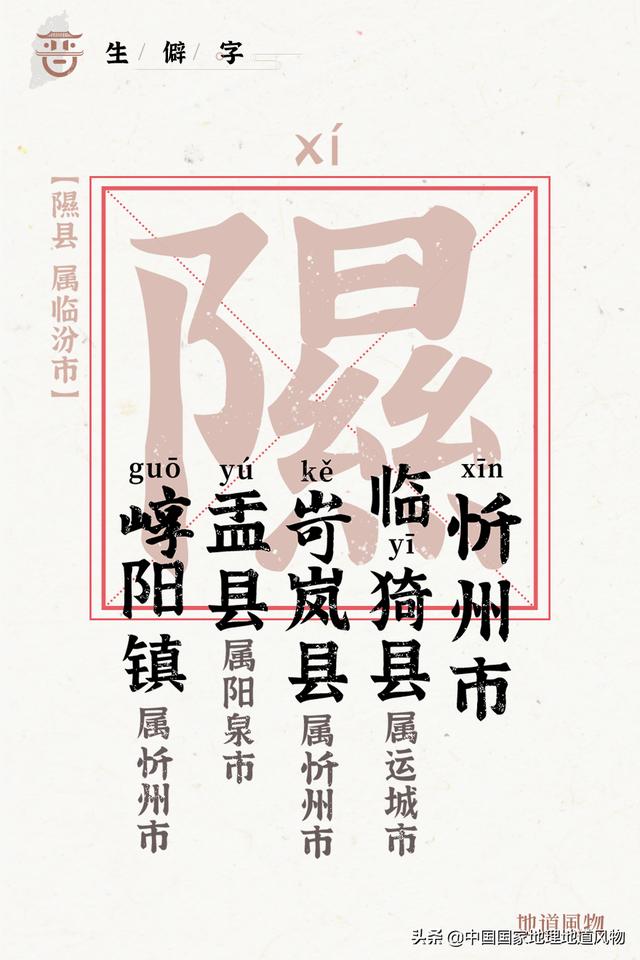 晋
生/僻/字
xí
隰
【隰县 属临汾市】
xīn
忻州市
临
yī
猗县
属运城市
kě
岢岚县
属忻州市
yú
盂县
属阳泉市
guō
崞阳镇
属忻州市
地道風物
头条 @中国国家地理地道风物